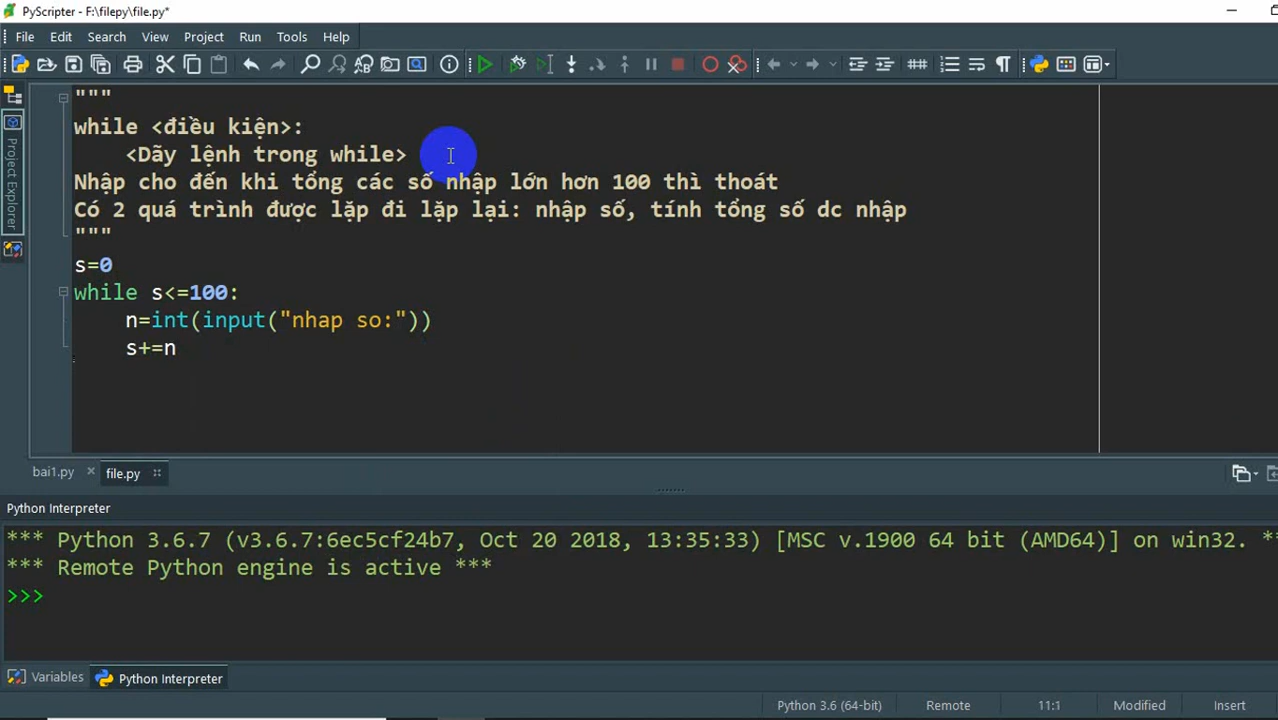 PyScripter - F:\filepy\file.py*
File Edit Search View Project Run Tools Help
Project Explorer
"""
while <điều kiện>:
    <Dãy lệnh trong while>
Nhập cho đến khi tổng các số nhập lớn hơn 100 thì thoát
Có 2 quá trình được lặp đi lặp lại: nhập số, tính tổng số dc nhập
"""
s=0
while s<=100:
    n=int(input("nhap so:"))
    s+=n
bai1.py file.py
Python Interpreter
*** Python 3.6.7 (v3.6.7:6ec5cf24b7, Oct 20 2018, 13:35:33) [MSC v.1900 64 bit (AMD64)] on win32. **
*** Remote Python engine is active ***
>>>
Variables Python Interpreter
Python 3.6 (64-bit) Remote 11:1 Modified Insert